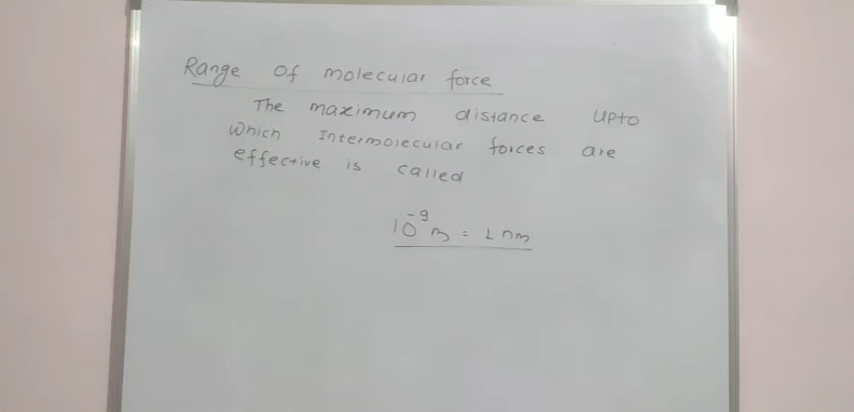 Range of molecular force
The maximum distance upto
which Intermolecular forces are
effective is called
10⁻⁹ m = 1 nm